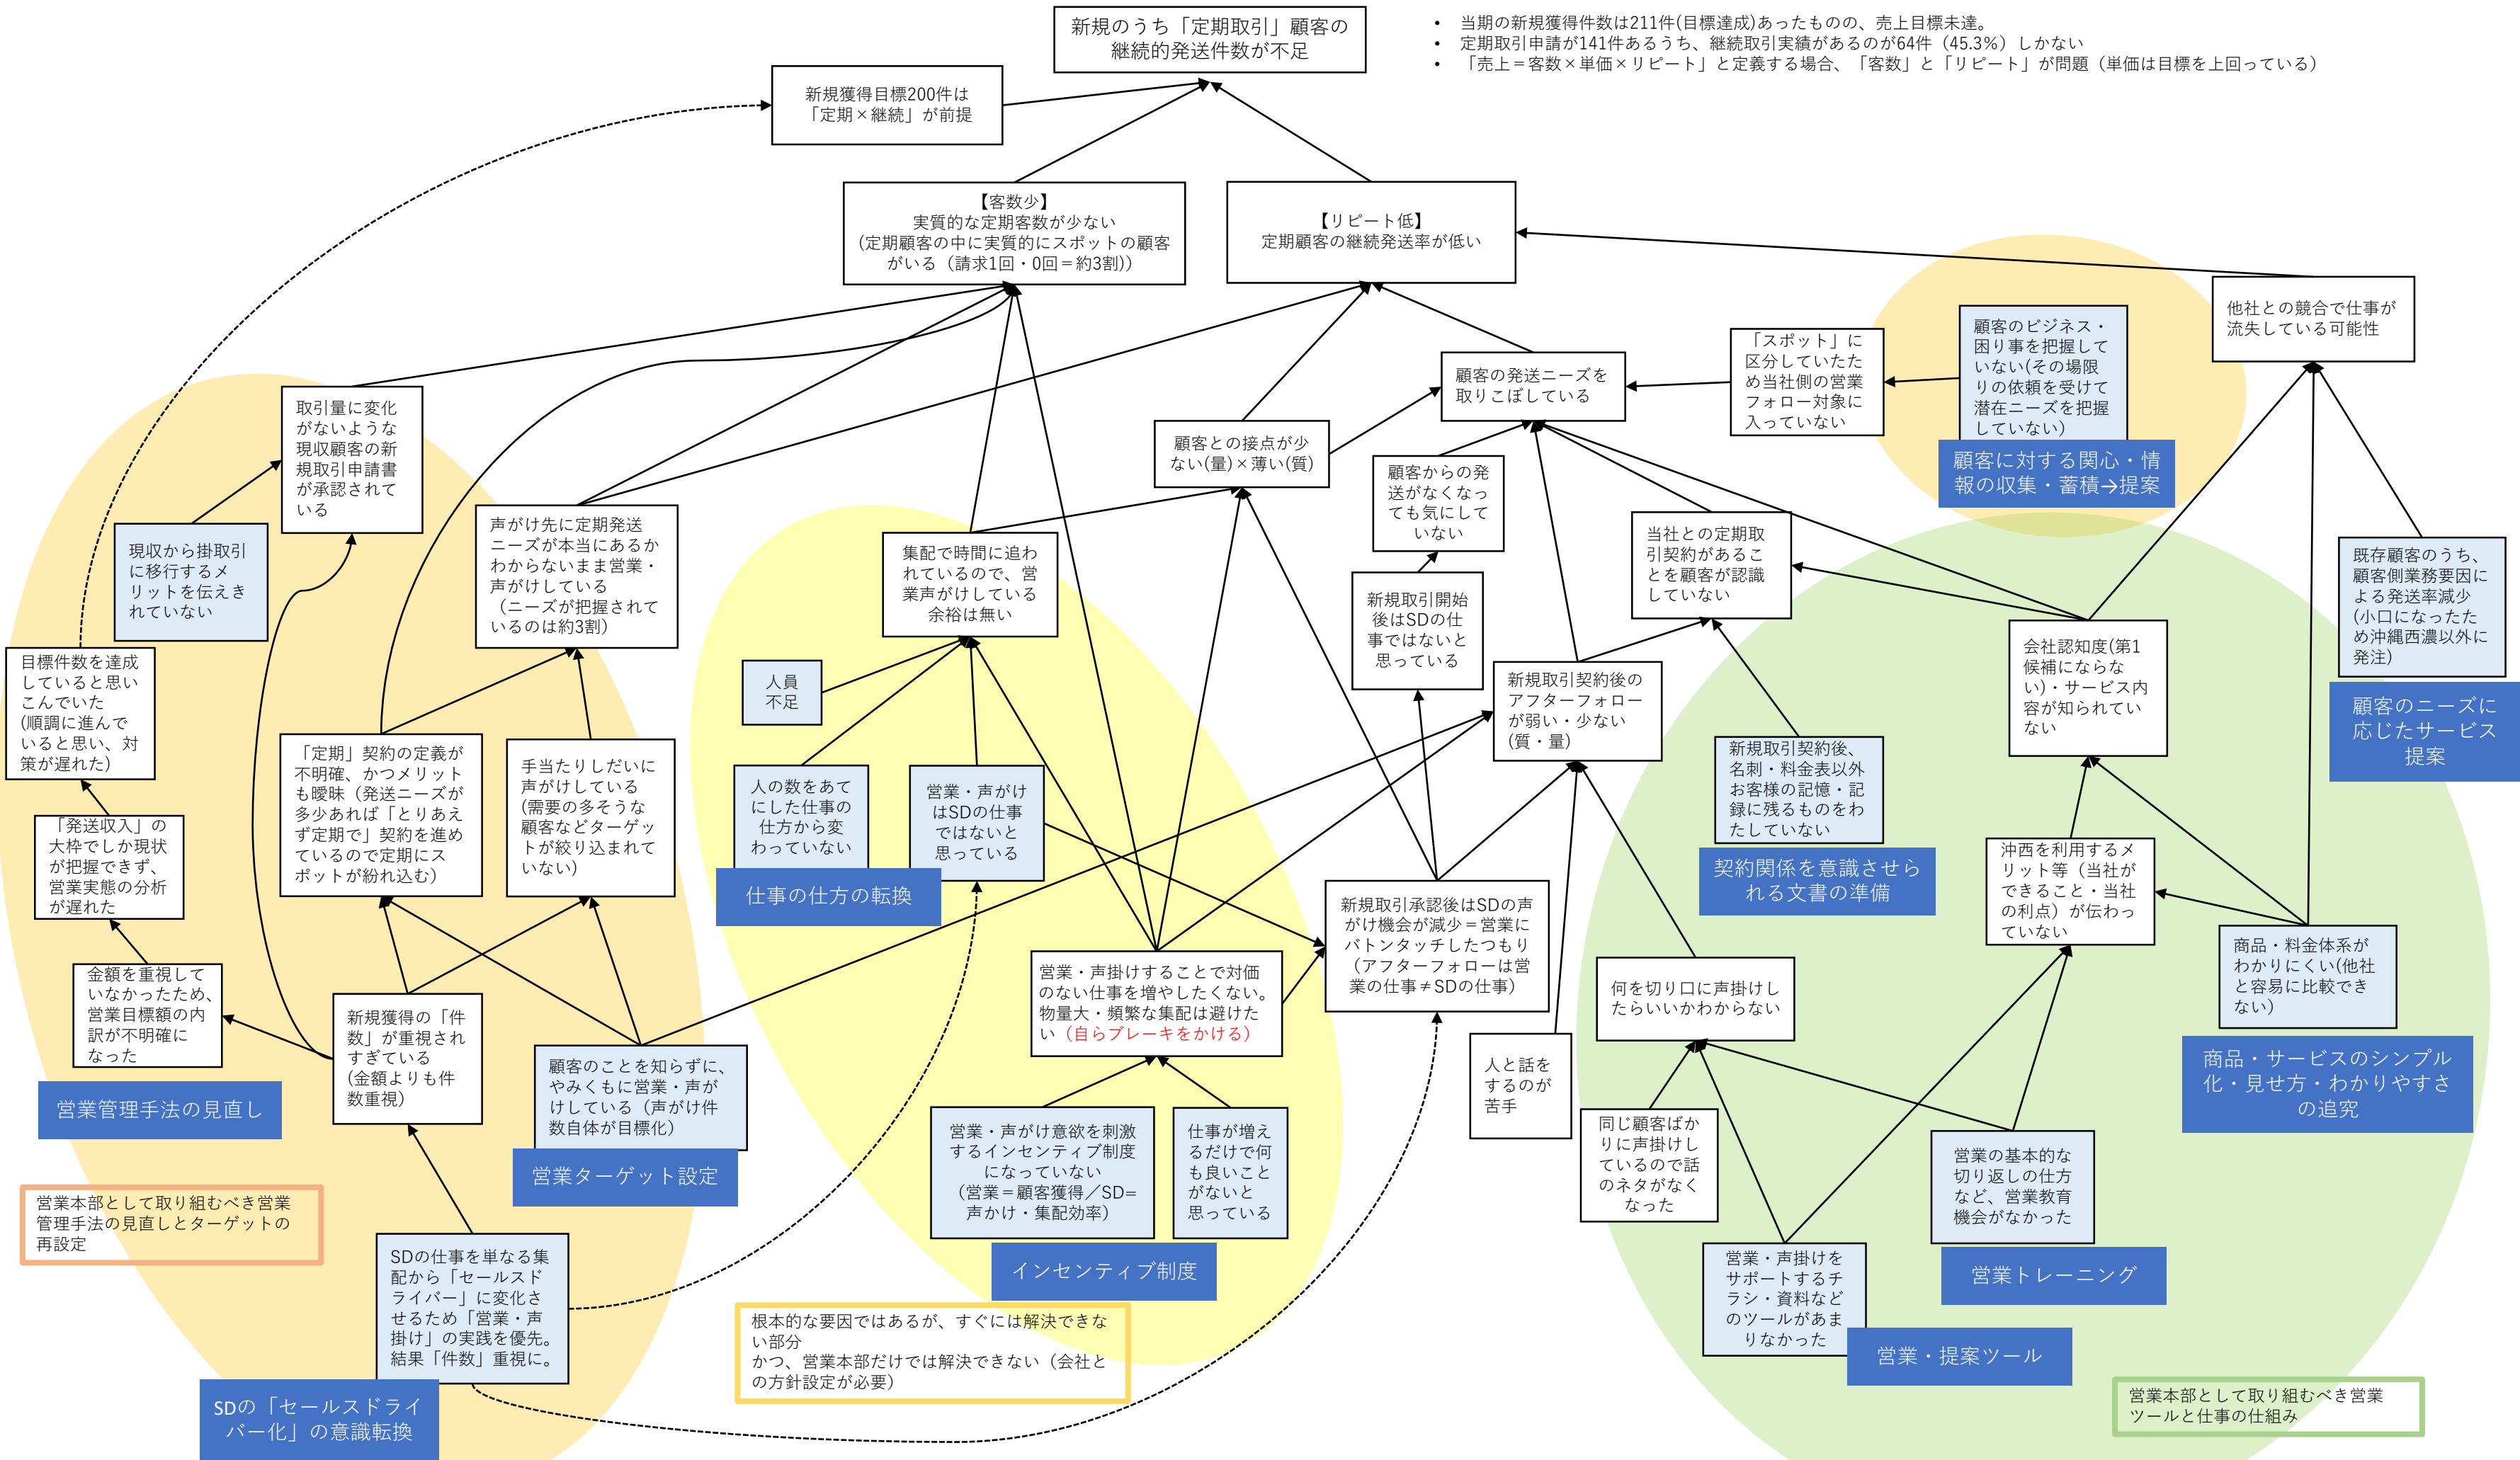 新規のうち「定期取引」顧客の
継続的発送件数が不足
• 当期の新規獲得件数は211件(目標達成)あったものの、売上目標未達。
• 定期取引申請が141件あるうち、継続取引実績があるのが64件（45.3％）しかない
• 「売上＝客数×単価×リピート」と定義する場合、「客数」と「リピート」が問題（単価は目標を上回っている）
新規獲得目標200件は
「定期×継続」が前提
【客数少】
実質的な定期客数が少ない
(定期顧客の中に実質的にスポットの顧客
がいる（請求1回・0回＝約3割)）
【リピート低】
定期顧客の継続発送率が低い
他社との競合で仕事が
流失している可能性
顧客のビジネス・
困り事を把握して
いない(その場限
りの依頼を受けて
潜在ニーズを把握
していない）
顧客に対する関心・情
報の収集・蓄積→提案
「スポット」に
区分していたた
め当社側の営業
フォロー対象に
入っていない
顧客の発送ニーズを
取りこぼしている
取引量に変化
がないような
現収顧客の新
規取引申請書
が承認されて
いる
顧客との接点が少
ない(量)×薄い(質)
顧客からの発
送がなくなっ
ても気にして
いない
声がけ先に定期発送
ニーズが本当にあるか
わからないまま営業・
声がけしている
（ニーズが把握されて
いるのは約3割）
集配で時間に追わ
れているので、営
業声がけしている
余裕は無い
当社との定期取
引契約があるこ
とを顧客が認識
していない
現収から掛取引
に移行するメ
リットを伝えき
れていない
既存顧客のうち、
顧客側業務要因に
よる発送率減少
(小口になったた
め沖縄西濃以外に
発注)
顧客のニーズに
応じたサービス
提案
新規取引開始
後はSDの仕
事ではないと
思っている
会社認知度(第1
候補にならな
い)・サービス内
容が知られてい
ない
目標件数を達成
していると思い
こんでいた
(順調に進んで
いると思い、対
策が遅れた）
人員
不足
新規取引契約後の
アフターフォロー
が弱い・少ない
(質・量)
「定期」契約の定義が
不明確、かつメリット
も曖昧（発送ニーズが
多少あれば「とりあえ
ず定期で」契約を進め
ているので定期にス
ポットが紛れ込む）
手当たりしだいに
声がけしている
(需要の多そうな
顧客などターゲッ
トが絞り込まれて
いない)
人の数をあて
にした仕事の
仕方から変
わっていない
仕事の仕方の転換
営業・声がけ
はSDの仕事
ではないと
思っている
新規取引契約後、
名刺・料金表以外
お客様の記憶・記
録に残るものをわ
たしていない
契約関係を意識させら
れる文書の準備
「発送収入」の
大枠でしか現状
が把握できず、
営業実態の分析
が遅れた
沖西を利用するメ
リット等（当社が
できること・当社
の利点）が伝わっ
ていない
新規取引承認後はSDの声
がけ機会が減少＝営業に
バトンタッチしたつもり
（アフターフォローは営
業の仕事≠SDの仕事）
商品・料金体系が
わかりにくい(他社
と容易に比較でき
ない）
商品・サービスのシンプル
化・見せ方・わかりやすさ
の追究
営業・声掛けすることで対価
のない仕事を増やしたくない。
物量大・頻繁な集配は避けた
い（自らブレーキをかける）
何を切り口に声掛けし
たらいいかわからない
金額を重視して
いなかったため、
営業目標額の内
訳が不明確に
なった
営業管理手法の見直し
新規獲得の「件
数」が重視され
すぎている
(金額よりも件
数重視）
顧客のことを知らずに、
やみくもに営業・声が
けしている（声がけ件
数自体が目標化）
営業ターゲット設定
人と話を
するのが
苦手
営業・声がけ意欲を刺激
するインセンティブ制度
になっていない
（営業＝顧客獲得／SD=
声かけ・集配効率）
仕事が増え
るだけで何
も良いこと
がないと
思っている
インセンティブ制度
同じ顧客ばか
りに声掛けし
ているので話
のネタがなく
なった
営業の基本的な
切り返しの仕方
など、営業教育
機会がなかった
営業トレーニング
営業本部として取り組むべき営業
管理手法の見直しとターゲットの
再設定
SDの仕事を単なる集
配から「セールスド
ライバー」に変化さ
せるため「営業・声
掛け」の実践を優先。
結果「件数」重視に。
SDの「セールスドライ
バー化」の意識転換
営業・声掛けを
サポートするチ
ラシ・資料など
のツールがあま
りなかった
営業・提案ツール
根本的な要因ではあるが、すぐには解決できな
い部分
かつ、営業本部だけでは解決できない（会社と
の方針設定が必要）
営業本部として取り組むべき営業
ツールと仕事の仕組み